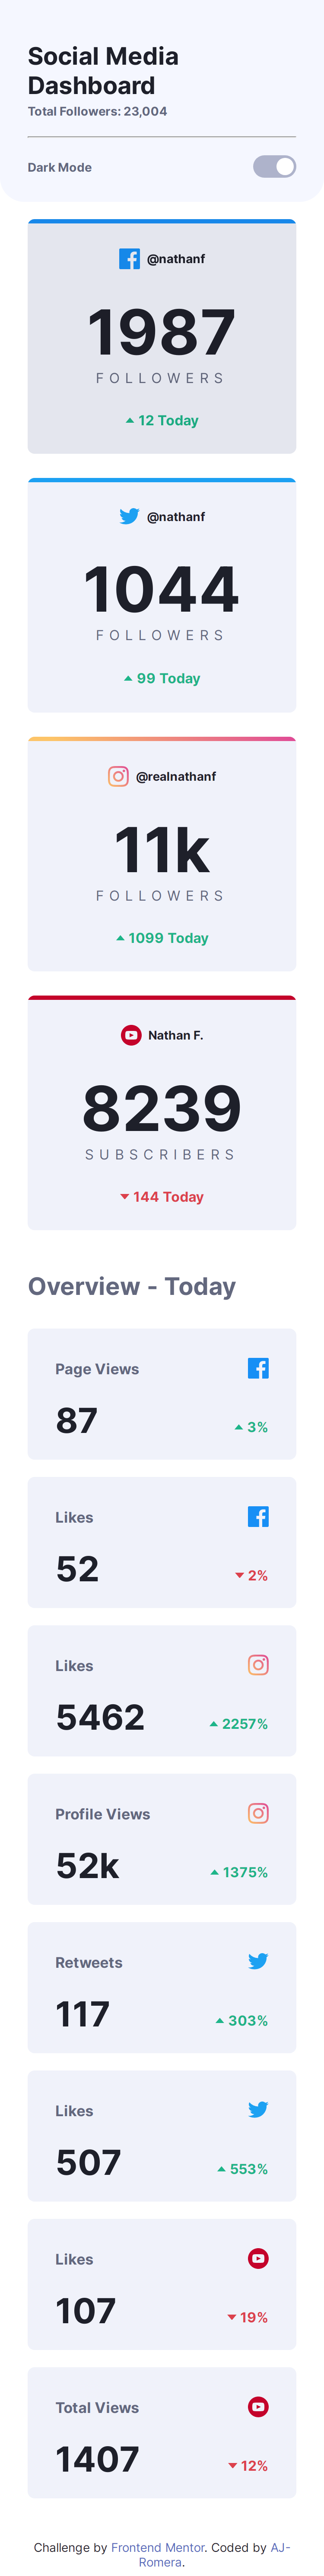 Social Media
Dashboard
Total Followers: 23,004
Dark Mode
@nathanf
1987
FOLLOWERS
12 Today
@nathanf
1044
FOLLOWERS
99 Today
@realnathanf
11k
FOLLOWERS
1099 Today
Nathan F.
8239
SUBSCRIBERS
144 Today
Overview - Today
Page Views
87
3%
Likes
52
2%
Likes
5462
2257%
Profile Views
52k
1375%
Retweets
117
303%
Likes
507
553%
Likes
107
19%
Total Views
1407
12%
Challenge by Frontend Mentor. Coded by AJ-
Romera.